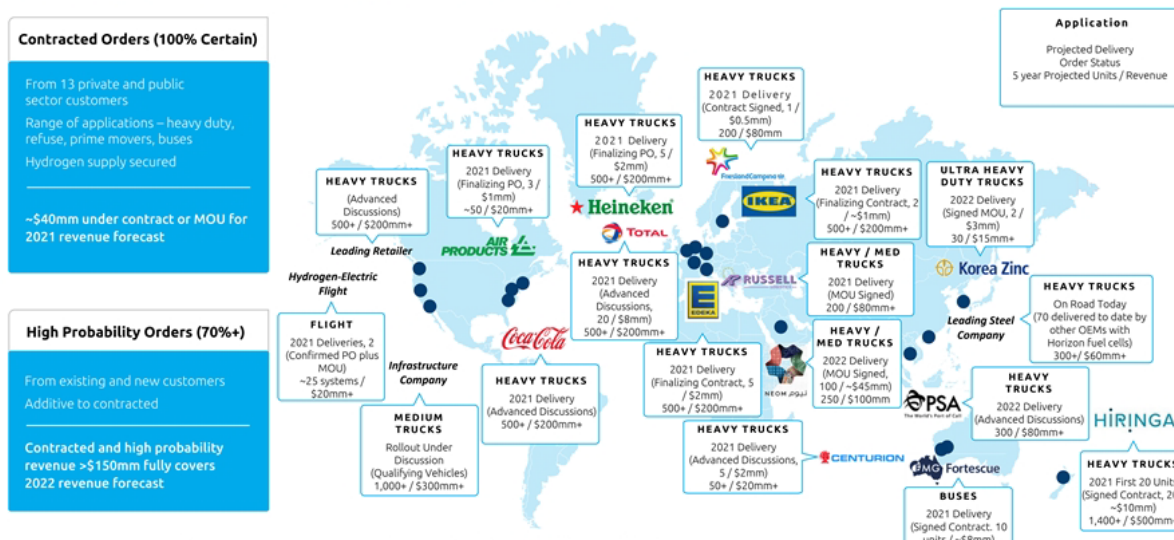 Contracted Orders (100% Certain)
From 13 private and public
sector customers
Range of applications – heavy duty,
refuse, prime movers, buses
Hydrogen supply secured
~$40mm under contract or MOU for
2021 revenue forecast
High Probability Orders (70%+)
From existing and new customers
Additive to contracted
Contracted and high probability
revenue >$150mm fully covers
2022 revenue forecast
Application
Projected Delivery
Order Status
5 year Projected Units / Revenue
HEAVY TRUCKS
(Advanced
Discussions)
500+ / $200mm+
Leading Retailer
Hydrogen-Electric
Flight
FLIGHT
2021 Deliveries, 2
(Confirmed PO plus
MOU)
~25 systems /
$20mm+
HEAVY TRUCKS
2021 Delivery
(Finalizing PO, 3 /
$1mm)
~50 / $20mm+
AIR
PRODUCTS
Infrastructure
Company
MEDIUM
TRUCKS
Rollout Under
Discussion
(Qualifying Vehicles)
1,000+ / $300mm+
Coca-Cola
HEAVY TRUCKS
2021 Delivery
(Advanced Discussions)
500+ / $200mm+
HEAVY TRUCKS
2021 Delivery
(Finalizing PO, 5 /
$2mm)
500+ / $200mm+
Heineken
TOTAL
HEAVY TRUCKS
2021 Delivery
(Advanced
Discussions,
20 / $8mm)
500+ / $200mm+
HEAVY TRUCKS
2021 Delivery
(Contract Signed, 1 /
$0.5mm)
200 / $80mm
FrieslandCampina
IKEA
HEAVY TRUCKS
2021 Delivery
(Finalizing Contract, 2
/ ~$1mm)
500+ / $200mm+
E
EDEKA
HEAVY TRUCKS
2021 Delivery
(Finalizing Contract, 5
/ $2mm)
500+ / $200mm+
RUSSELL
HEAVY / MED
TRUCKS
2021 Delivery
(MOU Signed)
200 / $80mm+
NEOM نيوم
HEAVY /
MED TRUCKS
2022 Delivery
(MOU Signed,
100 / ~$45mm)
250 / $100mm
HEAVY TRUCKS
2021 Delivery
(Advanced Discussions,
5 / $2mm)
50+ / $20mm+
CENTURION
ULTRA HEAVY
DUTY TRUCKS
2022 Delivery
(Signed MOU, 2 /
$3mm)
30 / $15mm+
Korea Zinc
Leading Steel
Company
HEAVY TRUCKS
On Road Today
(70 delivered to date by
other OEMs with
Horizon fuel cells)
300+ / $60mm+
PSA
The World's Port of Call
HEAVY
TRUCKS
2022 Delivery
(Advanced Discussions)
300 / $80mm+
FMG Fortescue
BUSES
2021 Delivery
(Signed Contract. 10
units / ~$8mm)
HIRINGA
HEAVY TRUCKS
2021 First 20 Units
(Signed Contract, 20
~$10mm)
1,400+ / $500mm+